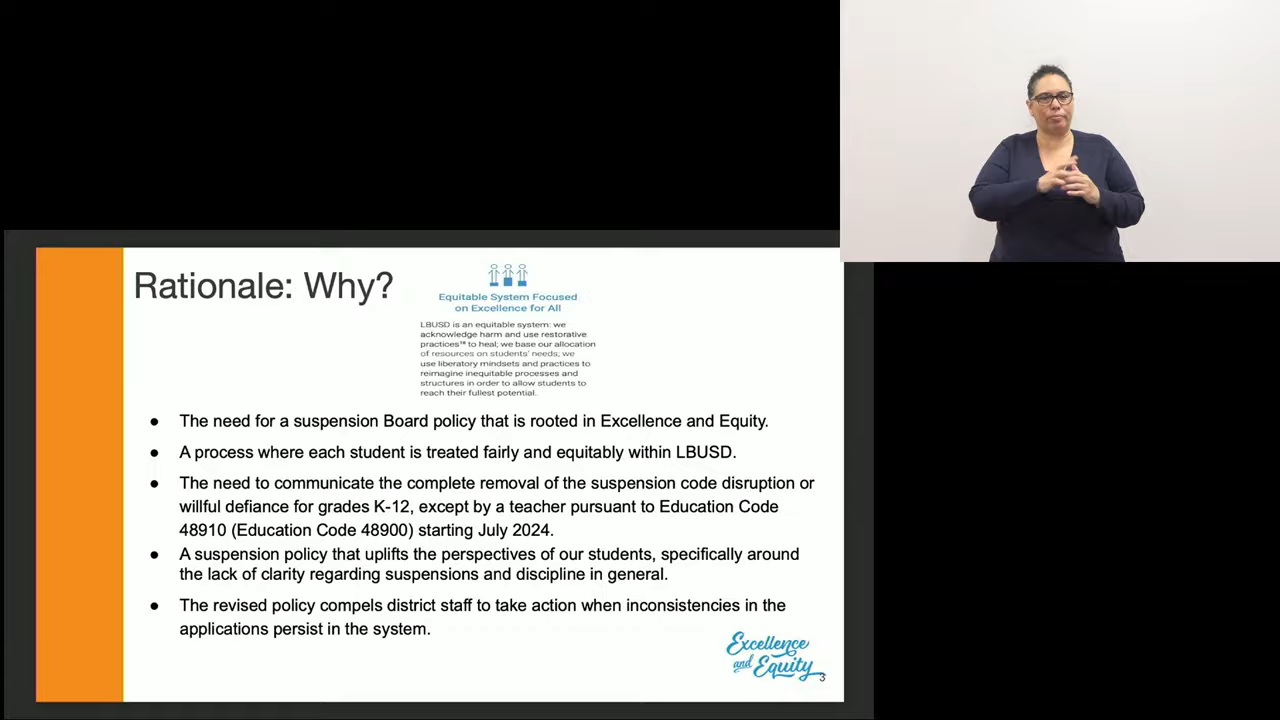 Rationale: Why?
Equitable System Focused
on Excellence for All
LBUSD is an equitable system: we
acknowledge harm and use restorative
practices¹⁸ to heal; we base our allocation
of resources on students' needs; we
use liberatory mindsets and practices to
reimagine inequitable processes and
structures in order to allow students to
reach their fullest potential.
● The need for a suspension Board policy that is rooted in Excellence and Equity.
● A process where each student is treated fairly and equitably within LBUSD.
● The need to communicate the complete removal of the suspension code disruption or
willful defiance for grades K-12, except by a teacher pursuant to Education Code
48910 (Education Code 48900) starting July 2024.
● A suspension policy that uplifts the perspectives of our students, specifically around
the lack of clarity regarding suspensions and discipline in general.
● The revised policy compels district staff to take action when inconsistencies in the
applications persist in the system.
Excellence
and Equity
3